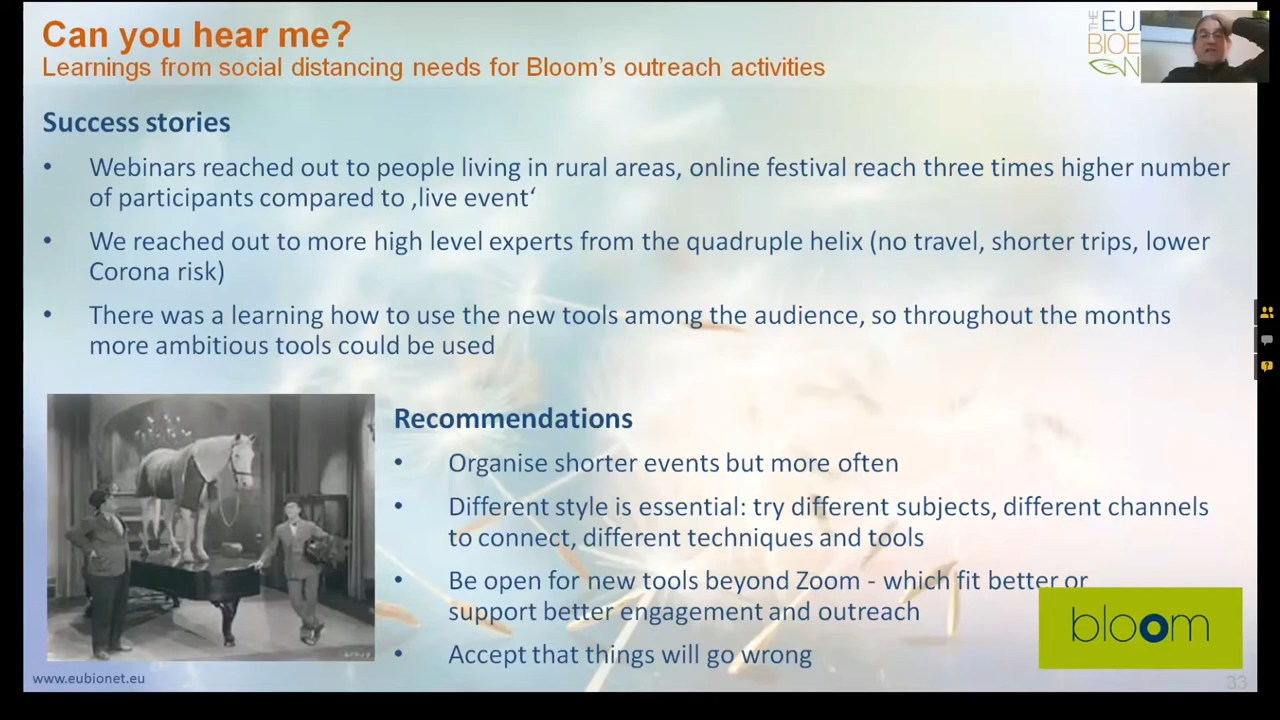 Can you hear me?
Learnings from social distancing needs for Bloom's outreach activities
THE
EU
BIOE
N
Success stories
• Webinars reached out to people living in rural areas, online festival reach three times higher number
of participants compared to ‚live event‘
• We reached out to more high level experts from the quadruple helix (no travel, shorter trips, lower
Corona risk)
• There was a learning how to use the new tools among the audience, so throughout the months
more ambitious tools could be used
Recommendations
• Organise shorter events but more often
• Different style is essential: try different subjects, different channels
to connect, different techniques and tools
• Be open for new tools beyond Zoom - which fit better or
support better engagement and outreach
• Accept that things will go wrong
bloom
www.eubionet.eu
33